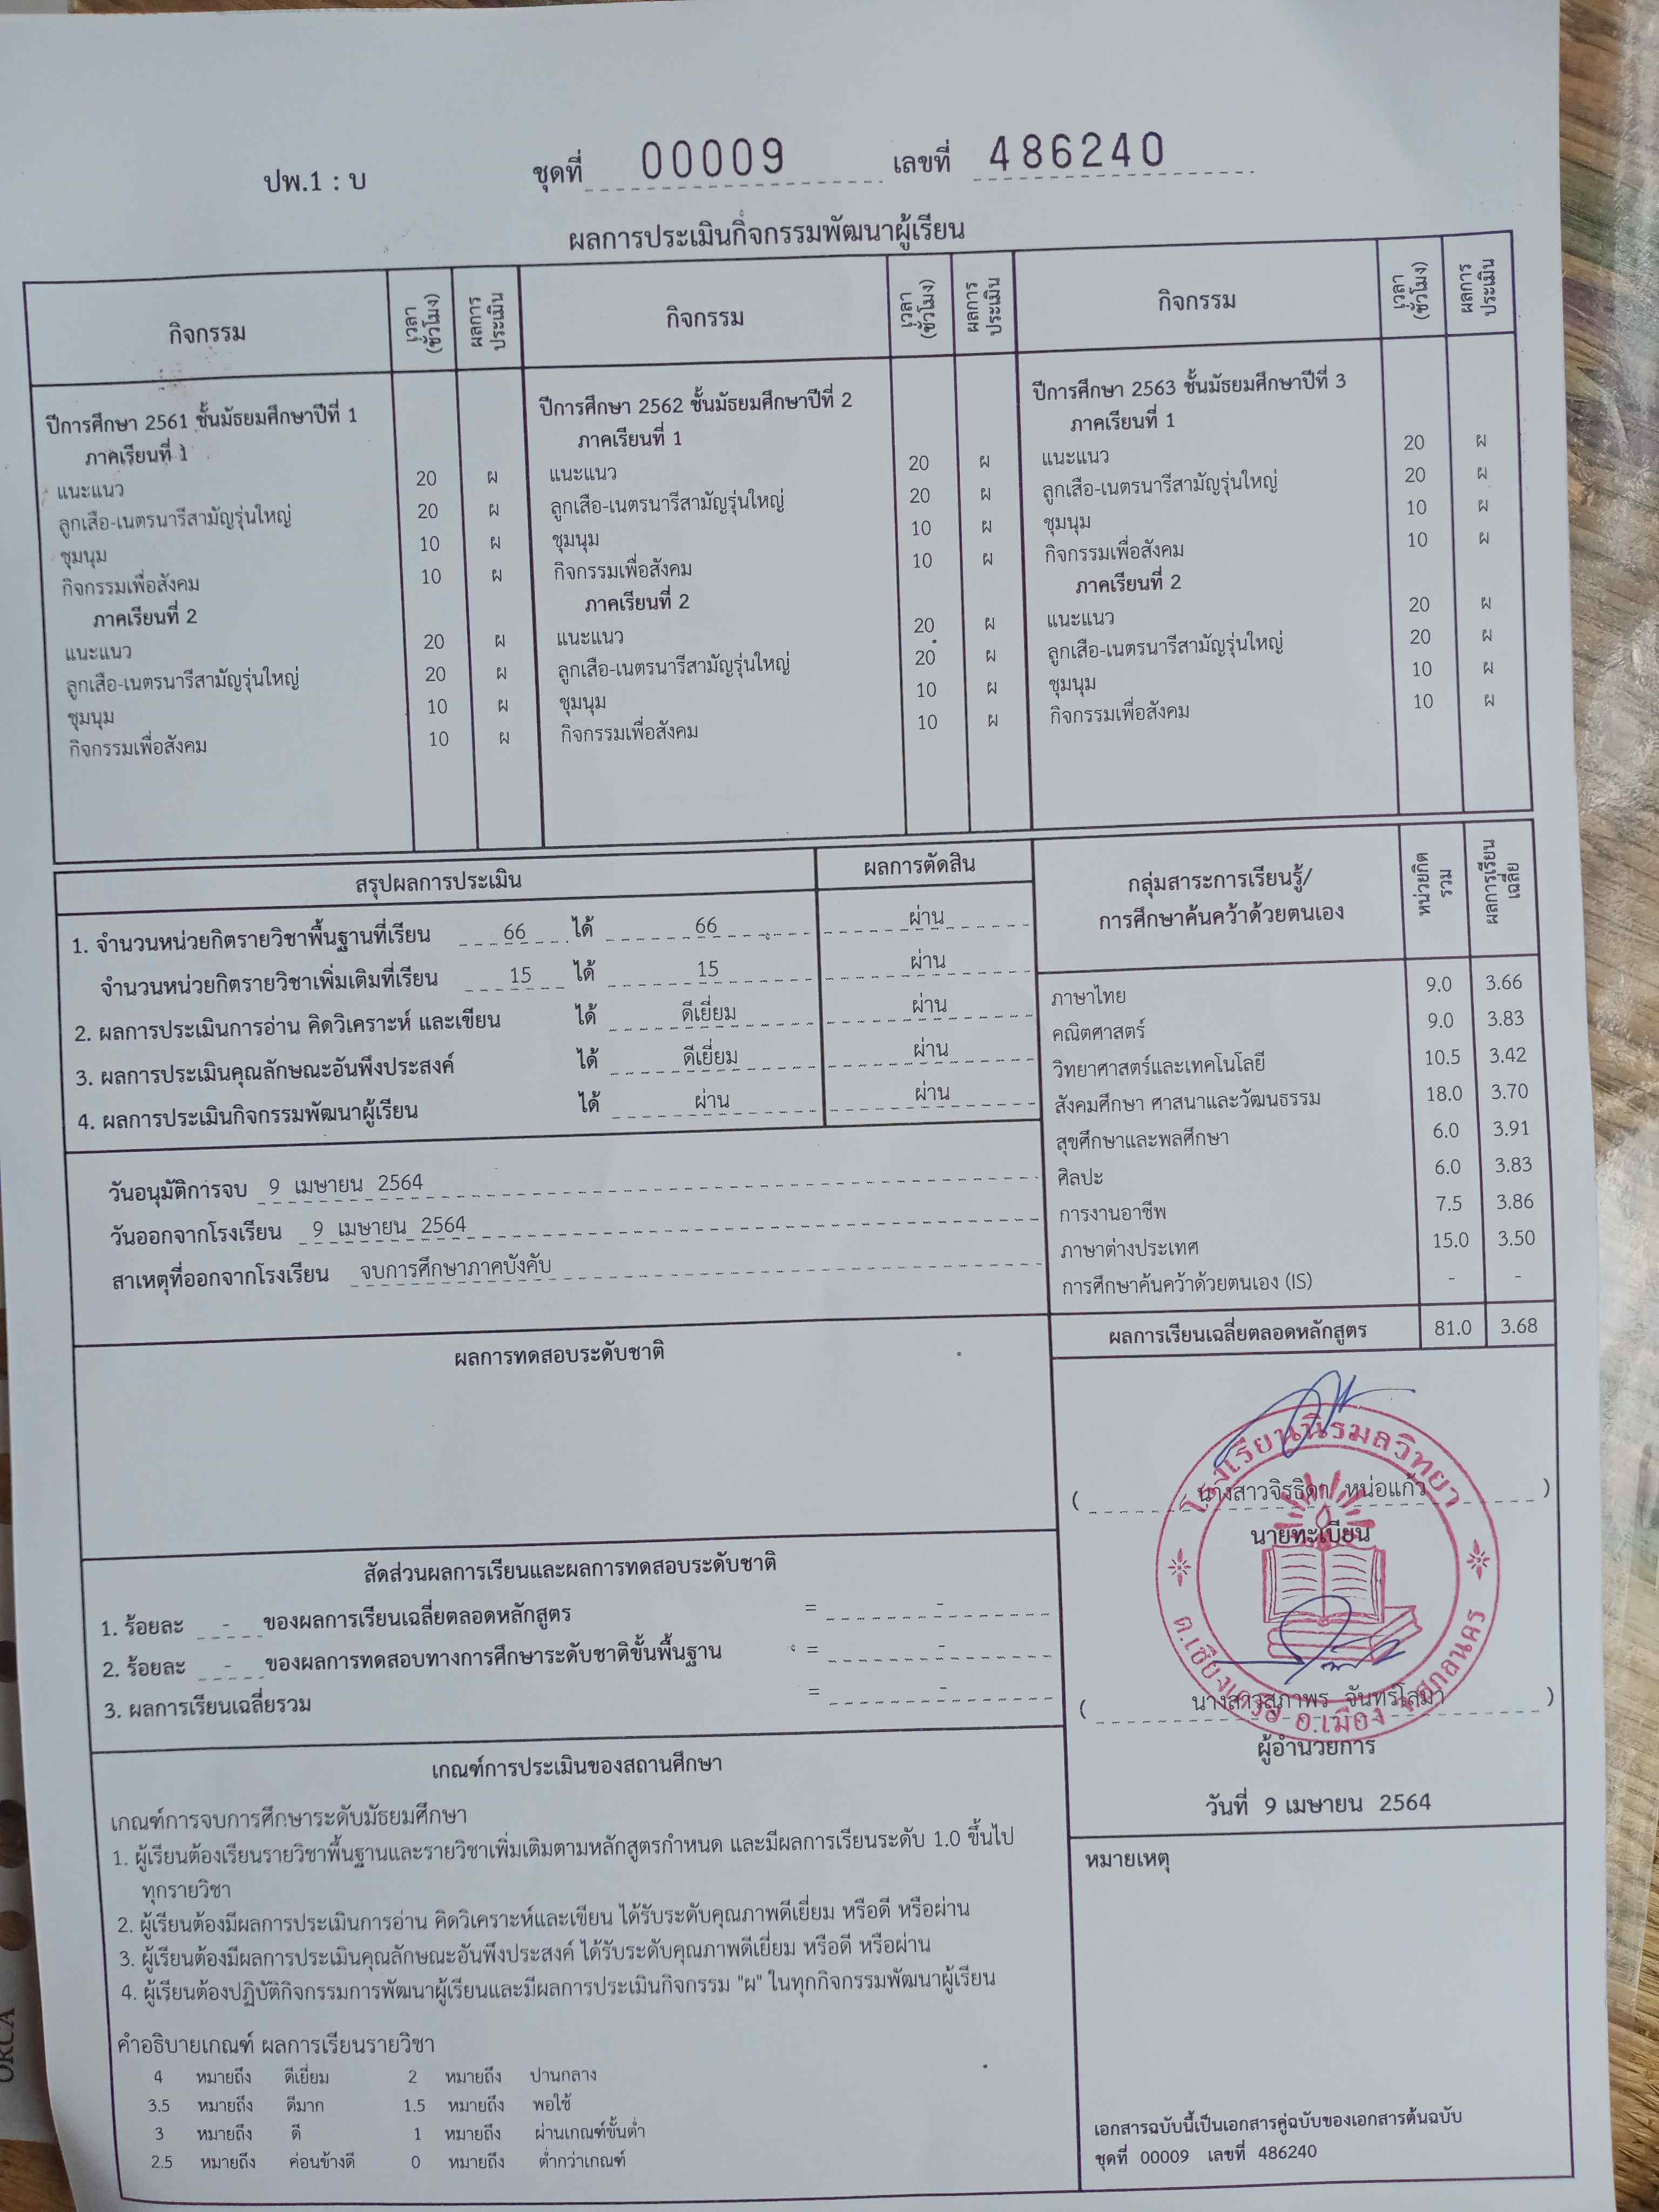 ปพ.1 : บ ชุดที่ 00009 เลขที่ 486240
ผลการประเมินกิจกรรมพัฒนาผู้เรียน
กิจกรรม เวลา (ชั่วโมง) ผลการประเมิน กิจกรรม เวลา (ชั่วโมง) ผลการประเมิน กิจกรรม เวลา (ชั่วโมง) ผลการประเมิน
ปีการศึกษา 2561 ชั้นมัธยมศึกษาปีที่ 1
ภาคเรียนที่ 1
แนะแนว 20 ผ
ลูกเสือ-เนตรนารีสามัญรุ่นใหญ่ 20 ผ
ชุมนุม 10 ผ
กิจกรรมเพื่อสังคม 10 ผ
ภาคเรียนที่ 2
แนะแนว 20 ผ
ลูกเสือ-เนตรนารีสามัญรุ่นใหญ่ 20 ผ
ชุมนุม 10 ผ
กิจกรรมเพื่อสังคม 10 ผ
ปีการศึกษา 2562 ชั้นมัธยมศึกษาปีที่ 2
ภาคเรียนที่ 1
แนะแนว 20 ผ
ลูกเสือ-เนตรนารีสามัญรุ่นใหญ่ 20 ผ
ชุมนุม 10 ผ
กิจกรรมเพื่อสังคม 10 ผ
ภาคเรียนที่ 2
แนะแนว 20 ผ
ลูกเสือ-เนตรนารีสามัญรุ่นใหญ่ 20 ผ
ชุมนุม 10 ผ
กิจกรรมเพื่อสังคม 10 ผ
ปีการศึกษา 2563 ชั้นมัธยมศึกษาปีที่ 3
ภาคเรียนที่ 1
แนะแนว 20 ผ
ลูกเสือ-เนตรนารีสามัญรุ่นใหญ่ 20 ผ
ชุมนุม 10 ผ
กิจกรรมเพื่อสังคม 10 ผ
ภาคเรียนที่ 2
แนะแนว 20 ผ
ลูกเสือ-เนตรนารีสามัญรุ่นใหญ่ 20 ผ
ชุมนุม 10 ผ
กิจกรรมเพื่อสังคม 10 ผ
สรุปผลการประเมิน ผลการตัดสิน
1. จำนวนหน่วยกิตรายวิชาพื้นฐานที่เรียน 66 ได้ 66 ผ่าน
จำนวนหน่วยกิตรายวิชาเพิ่มเติมที่เรียน 15 ได้ 15 ผ่าน
2. ผลการประเมินการอ่าน คิดวิเคราะห์ และเขียน ได้ ดีเยี่ยม ผ่าน
3. ผลการประเมินคุณลักษณะอันพึงประสงค์ ได้ ดีเยี่ยม ผ่าน
4. ผลการประเมินกิจกรรมพัฒนาผู้เรียน ได้ ผ่าน ผ่าน
วันอนุมัติการจบ 9 เมษายน 2564
วันออกจากโรงเรียน 9 เมษายน 2564
สาเหตุที่ออกจากโรงเรียน จบการศึกษาภาคบังคับ
ผลการทดสอบระดับชาติ
สัดส่วนผลการเรียนและผลการทดสอบระดับชาติ
1. ร้อยละ - ของผลการเรียนเฉลี่ยตลอดหลักสูตร = -
2. ร้อยละ - ของผลการทดสอบทางการศึกษาระดับชาติขั้นพื้นฐาน = -
3. ผลการเรียนเฉลี่ยรวม = -
เกณฑ์การประเมินของสถานศึกษา
เกณฑ์การจบการศึกษาระดับมัธยมศึกษา
1. ผู้เรียนต้องเรียนรายวิชาพื้นฐานและรายวิชาเพิ่มเติมตามหลักสูตรกำหนด และมีผลการเรียนระดับ 1.0 ขึ้นไป
ทุกรายวิชา
2. ผู้เรียนต้องมีผลการประเมินการอ่าน คิดวิเคราะห์และเขียน ได้รับระดับคุณภาพดีเยี่ยม หรือดี หรือผ่าน
3. ผู้เรียนต้องมีผลการประเมินคุณลักษณะอันพึงประสงค์ ได้รับระดับคุณภาพดีเยี่ยม หรือดี หรือผ่าน
4. ผู้เรียนต้องปฏิบัติกิจกรรมการพัฒนาผู้เรียนและมีผลการประเมินกิจกรรม "ผ" ในทุกกิจกรรมพัฒนาผู้เรียน
คำอธิบายเกณฑ์ ผลการเรียนรายวิชา
4 หมายถึง ดีเยี่ยม 2 หมายถึง ปานกลาง
3.5 หมายถึง ดีมาก 1.5 หมายถึง พอใช้
3 หมายถึง ดี 1 หมายถึง ผ่านเกณฑ์ขั้นต่ำ
2.5 หมายถึง ค่อนข้างดี 0 หมายถึง ต่ำกว่าเกณฑ์
กลุ่มสาระการเรียนรู้/ หน่วยกิตรวม ผลการเรียนเฉลี่ย
การศึกษาค้นคว้าด้วยตนเอง
ภาษาไทย 9.0 3.66
คณิตศาสตร์ 9.0 3.83
วิทยาศาสตร์และเทคโนโลยี 10.5 3.42
สังคมศึกษา ศาสนาและวัฒนธรรม 18.0 3.70
สุขศึกษาและพลศึกษา 6.0 3.91
ศิลปะ 6.0 3.83
การงานอาชีพ 7.5 3.86
ภาษาต่างประเทศ 15.0 3.50
การศึกษาค้นคว้าด้วยตนเอง (IS) - -
ผลการเรียนเฉลี่ยตลอดหลักสูตร 81.0 3.68
โรงเรียนนิรมลวิทยา
( นางสาวจิรธิดา หน่อแก้ว )
นายทะเบียน
( นางสาวสุภาพร จันทรโสมา )
ต.เชียงเครือ อ.เมือง จ.สกลนคร
ผู้อำนวยการ
วันที่ 9 เมษายน 2564
หมายเหตุ
เอกสารฉบับนี้เป็นเอกสารคู่ฉบับของเอกสารต้นฉบับ
ชุดที่ 00009 เลขที่ 486240
ORCA